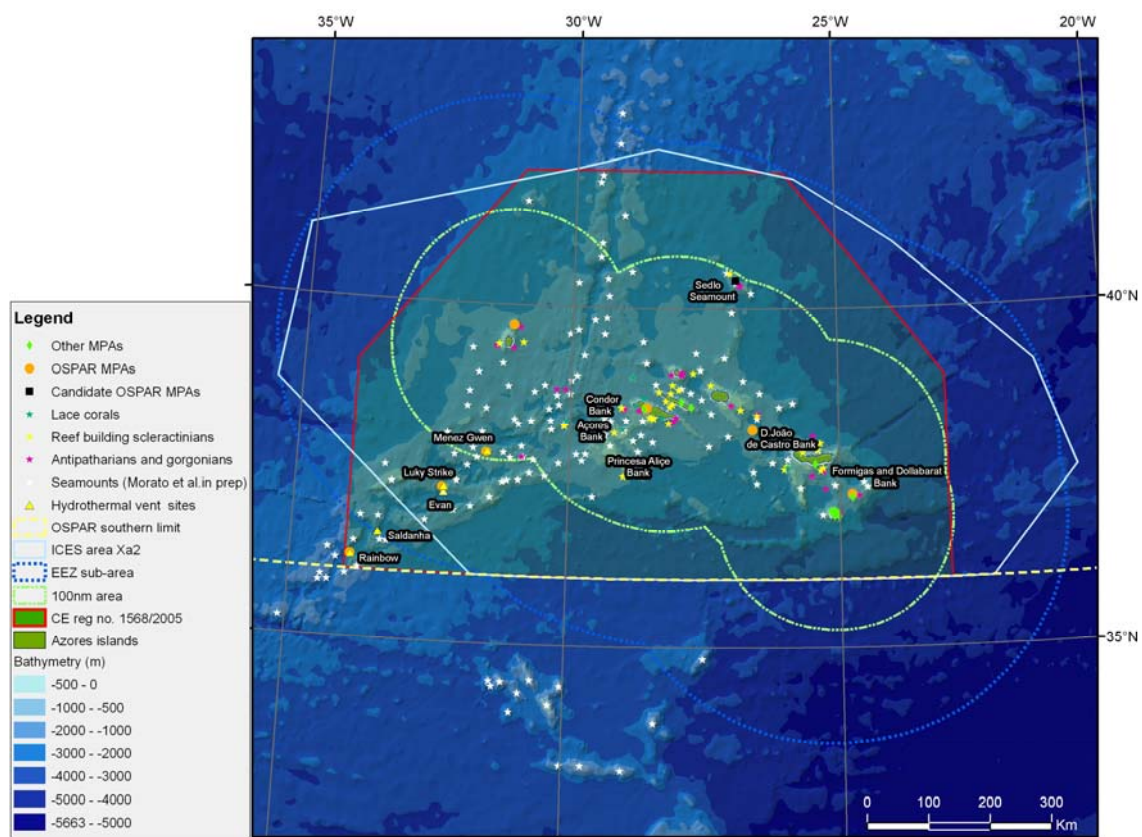 35°W
30°W
25°W
20°W
Sedlo
Seamount
40°N
Legend
Other MPAs
OSPAR MPAs
Candidate OSPAR MPAs
Lace corals
Reef building scleractinians
Antipatharians and gorgonians
Seamounts (Morato et al.in prep)
Hydrothermal vent sites
OSPAR southern limit
ICES area Xa2
EEZ sub-area
100nm area
CE reg no. 1568/2005
Azores islands
Bathymetry (m)
-500 - 0
-1000 - -500
-2000 - -1000
-3000 - -2000
-4000 - -3000
-5000 - -4000
-5663 - -5000
Condor
Bank
Açores
Bank
Menez Gwen
D.João
de Castro Bank
Princesa Aliçe
Bank
Luky Strike
Formigas and Dollabarat
Bank
Evan
Saldanha
Rainbow
35°N
0 100 200 300
Km